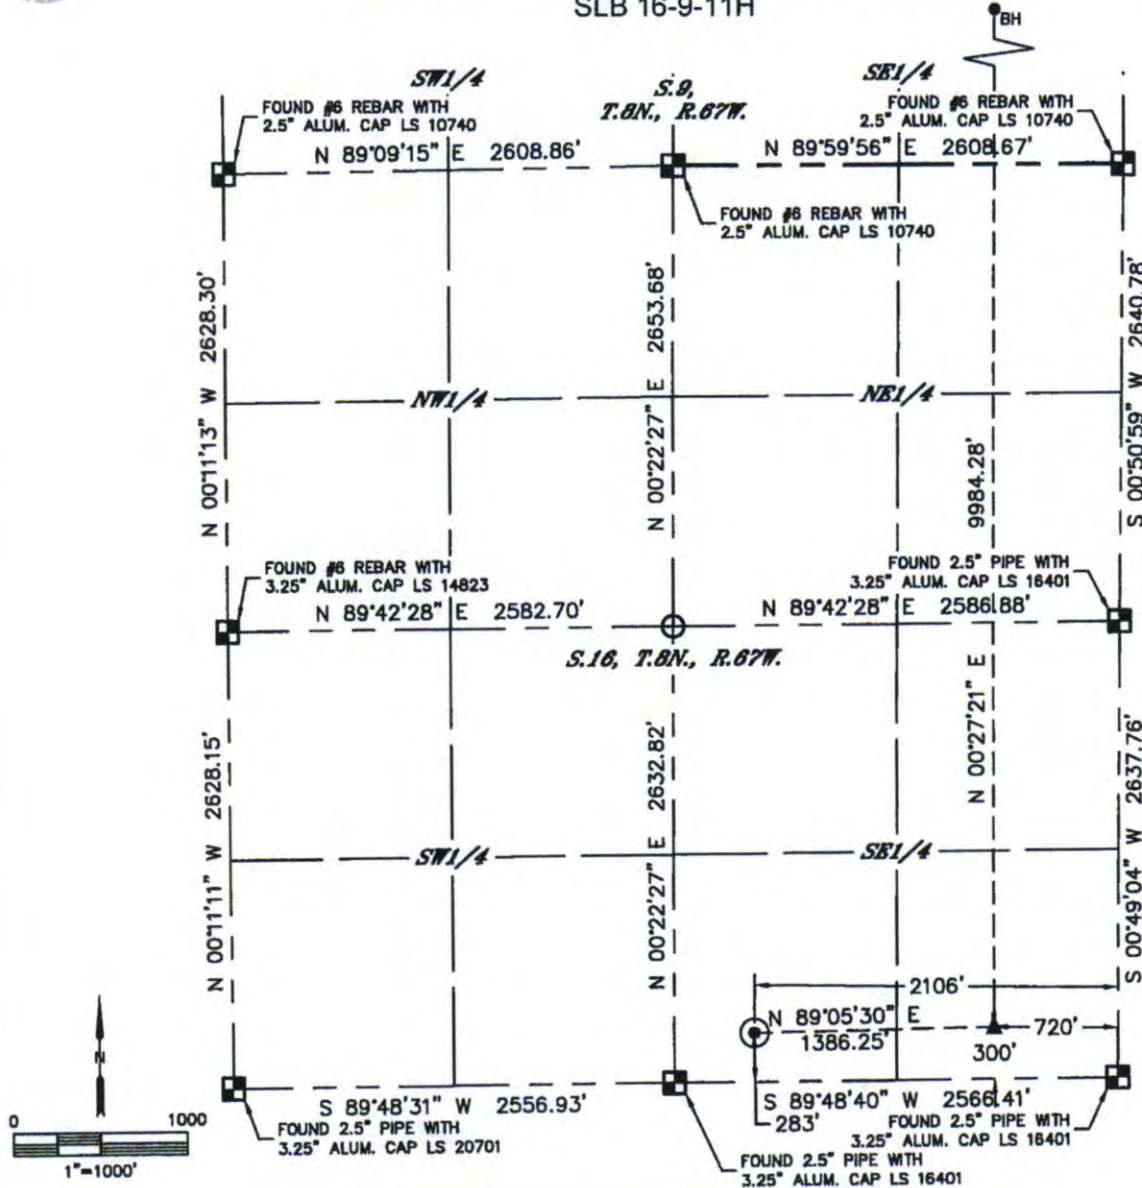 SLB 16-9-11H
BH
SW1/4
S.9,
T.6N., R.67W.
SE1/4
FOUND #6 REBAR WITH
2.5" ALUM. CAP LS 10740
FOUND #6 REBAR WITH
2.5" ALUM. CAP LS 10740
N 89°09'15" E 2608.86'
N 89°59'56" E 2608.67'
FOUND #6 REBAR WITH
2.5" ALUM. CAP LS 10740
N 00°11'13" W 2628.30'
N 00°22'27" E 2653.68'
S 00°50'59" W 2640.78'
NW1/4
NE1/4
9984.28'
FOUND #6 REBAR WITH
3.25" ALUM. CAP LS 14823
FOUND 2.5" PIPE WITH
3.25" ALUM. CAP LS 16401
N 89°42'28" E 2582.70'
N 89°42'28" E 2586.88'
S.16, T.6N., R.67W.
N 00°27'21" E
N 00°11'11" W 2628.15'
N 00°22'27" E 2632.82'
S 00°49'04" W 2637.76'
SW1/4
SE1/4
2106'
N 89°05'30" E
1386.25'
720'
300'
N
S 89°48'31" W 2556.93'
S 89°48'40" W 2566.41'
283'
FOUND 2.5" PIPE WITH
3.25" ALUM. CAP LS 20701
FOUND 2.5" PIPE WITH
3.25" ALUM. CAP LS 16401
FOUND 2.5" PIPE WITH
3.25" ALUM. CAP LS 16401
0 1000
1"=1000'